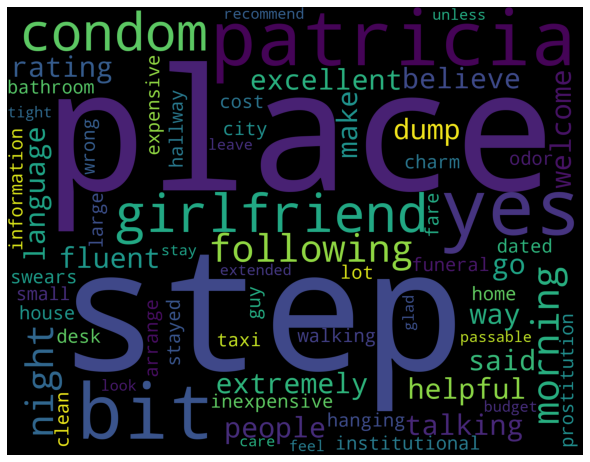 recommend
unless
condom
patricia
rating
bathroom
excellent
believe
welcome
tight
expensive
hallway
cost
make
city
dump
charm
odor
wrong
leave
place
information
language
large
girlfriend
fare
yes
fluent
following
dated
stay
extended
lot
funeral
go
swears
small
house
arrange
stayed
guy
glad
home
way.
step
desk
taxi
walking
passable
said
morning
night
clean
look
bit
extremely
inexpensive
helpful
budget
prostitution
people
hanging
talking
care
feel
institutional